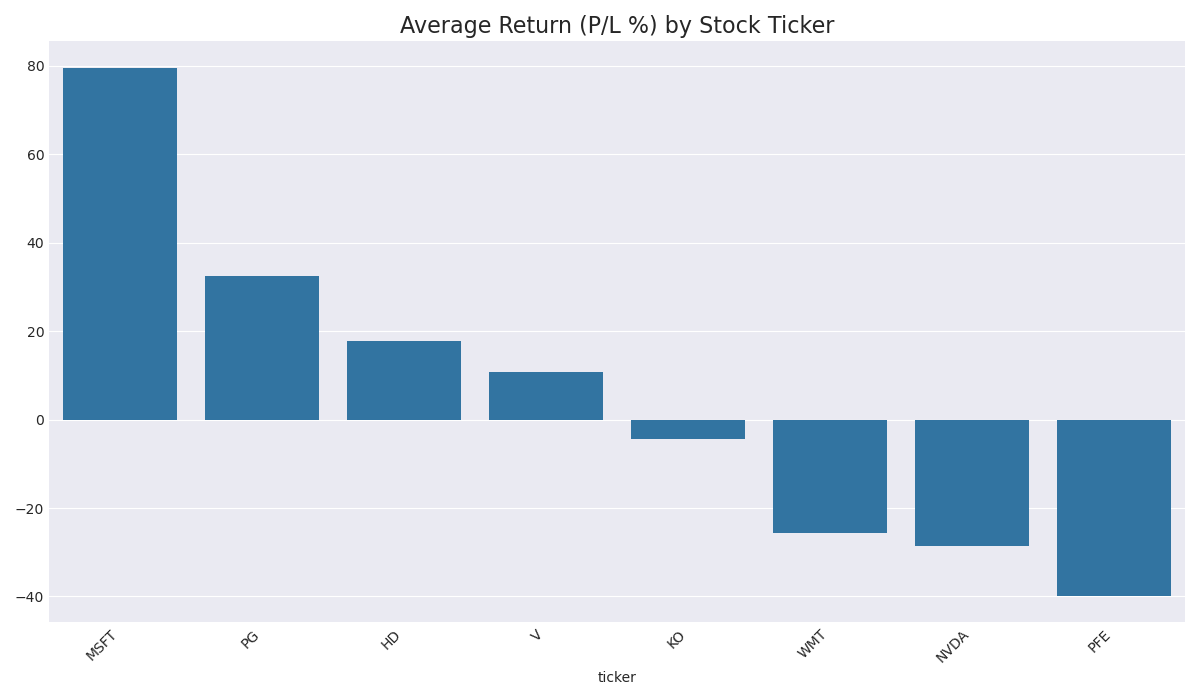 Average Return (P/L %) by Stock Ticker
80
60
40
20
0
−20
−40
MSFT
PG
HD
V
KO
WMT
NVDA
PFE
ticker